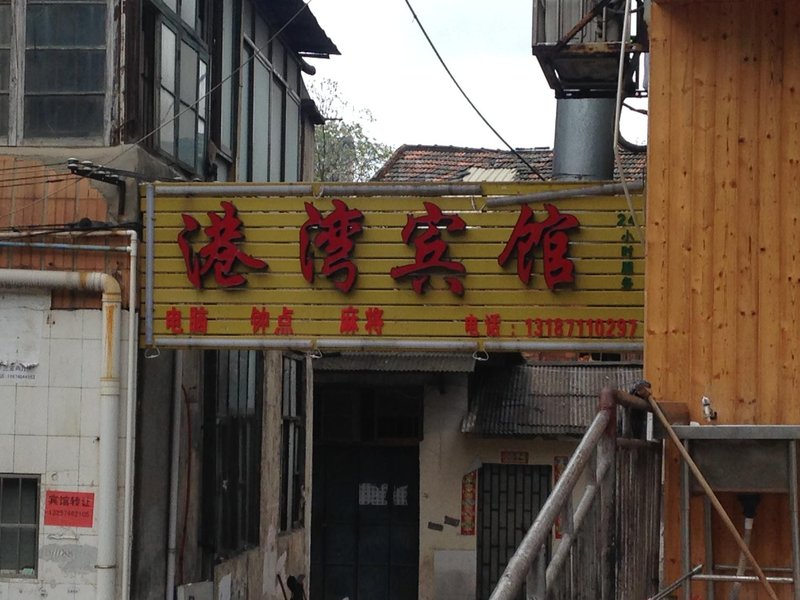 港湾宾馆
24小时服务
电脑 钟点 麻将 电话：13187110297
宾馆转让